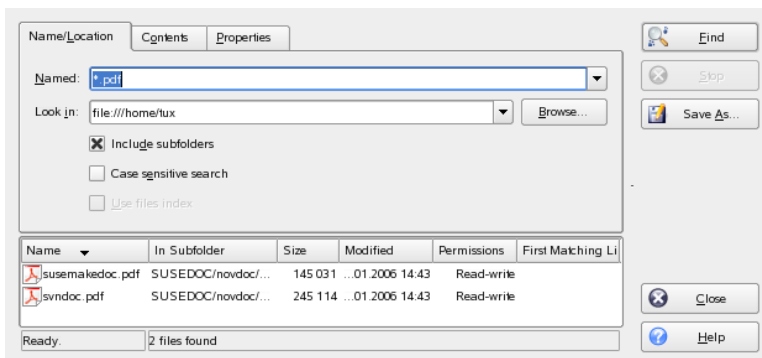 Name/Location Contents Properties
Find
Named: *.pdf
Stop
Look in: file:///home/tux Browse...
Save As...
Include subfolders
Case sensitive search
Use files index
Name In Subfolder Size Modified Permissions First Matching Li
susemakedoc.pdf SUSEDOC/novdoc/... 145 031 ...01.2006 14:43 Read-write
svndoc.pdf SUSEDOC/novdoc/... 245 114 ...01.2006 14:43 Read-write
Close
Ready. 2 files found
Help